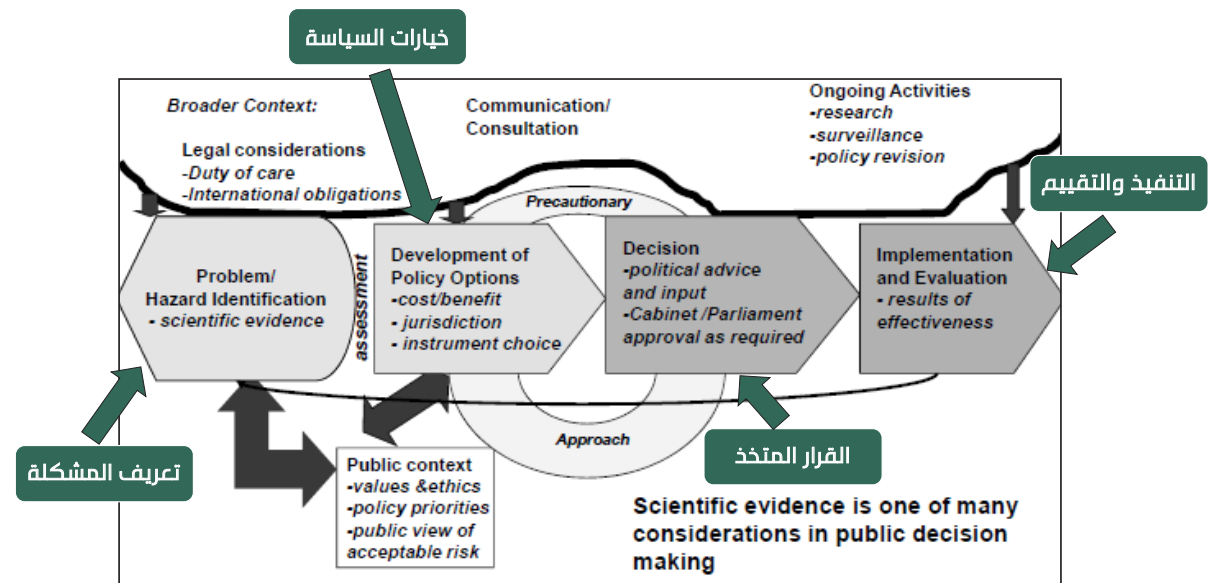 خيارات السياسة
Broader Context:
Legal considerations
-Duty of care
-International obligations
Communication/
Consultation
Ongoing Activities
-research
-surveillance
-policy revision
التنفيذ والتقييم
Precautionary
Problem/
Hazard Identification
- scientific evidence
assessment
Development of
Policy Options
-cost/benefit
- jurisdiction
- instrument choice
Decision
-political advice
and input
-Cabinet /Parliament
approval as required
Implementation
and Evaluation
- results of
effectiveness
Approach
تعريف المشكلة
القرار المتخذ
Public context
-values &ethics
-policy priorities
-public view of
acceptable risk
Scientific evidence is one of many
considerations in public decision
making